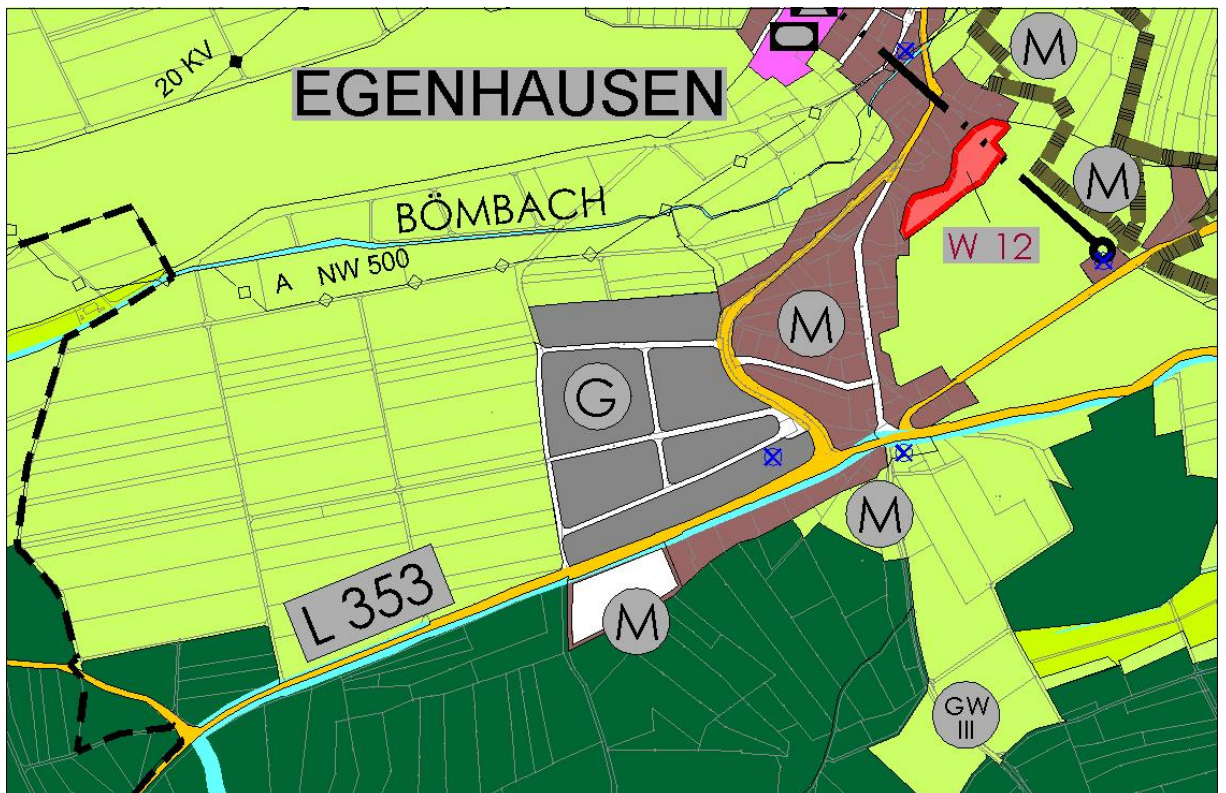 M
20 KV
EGENHAUSEN
M
BÖMBACH
W 12
A NW 500
M
G
M
L 353
M
GW
III